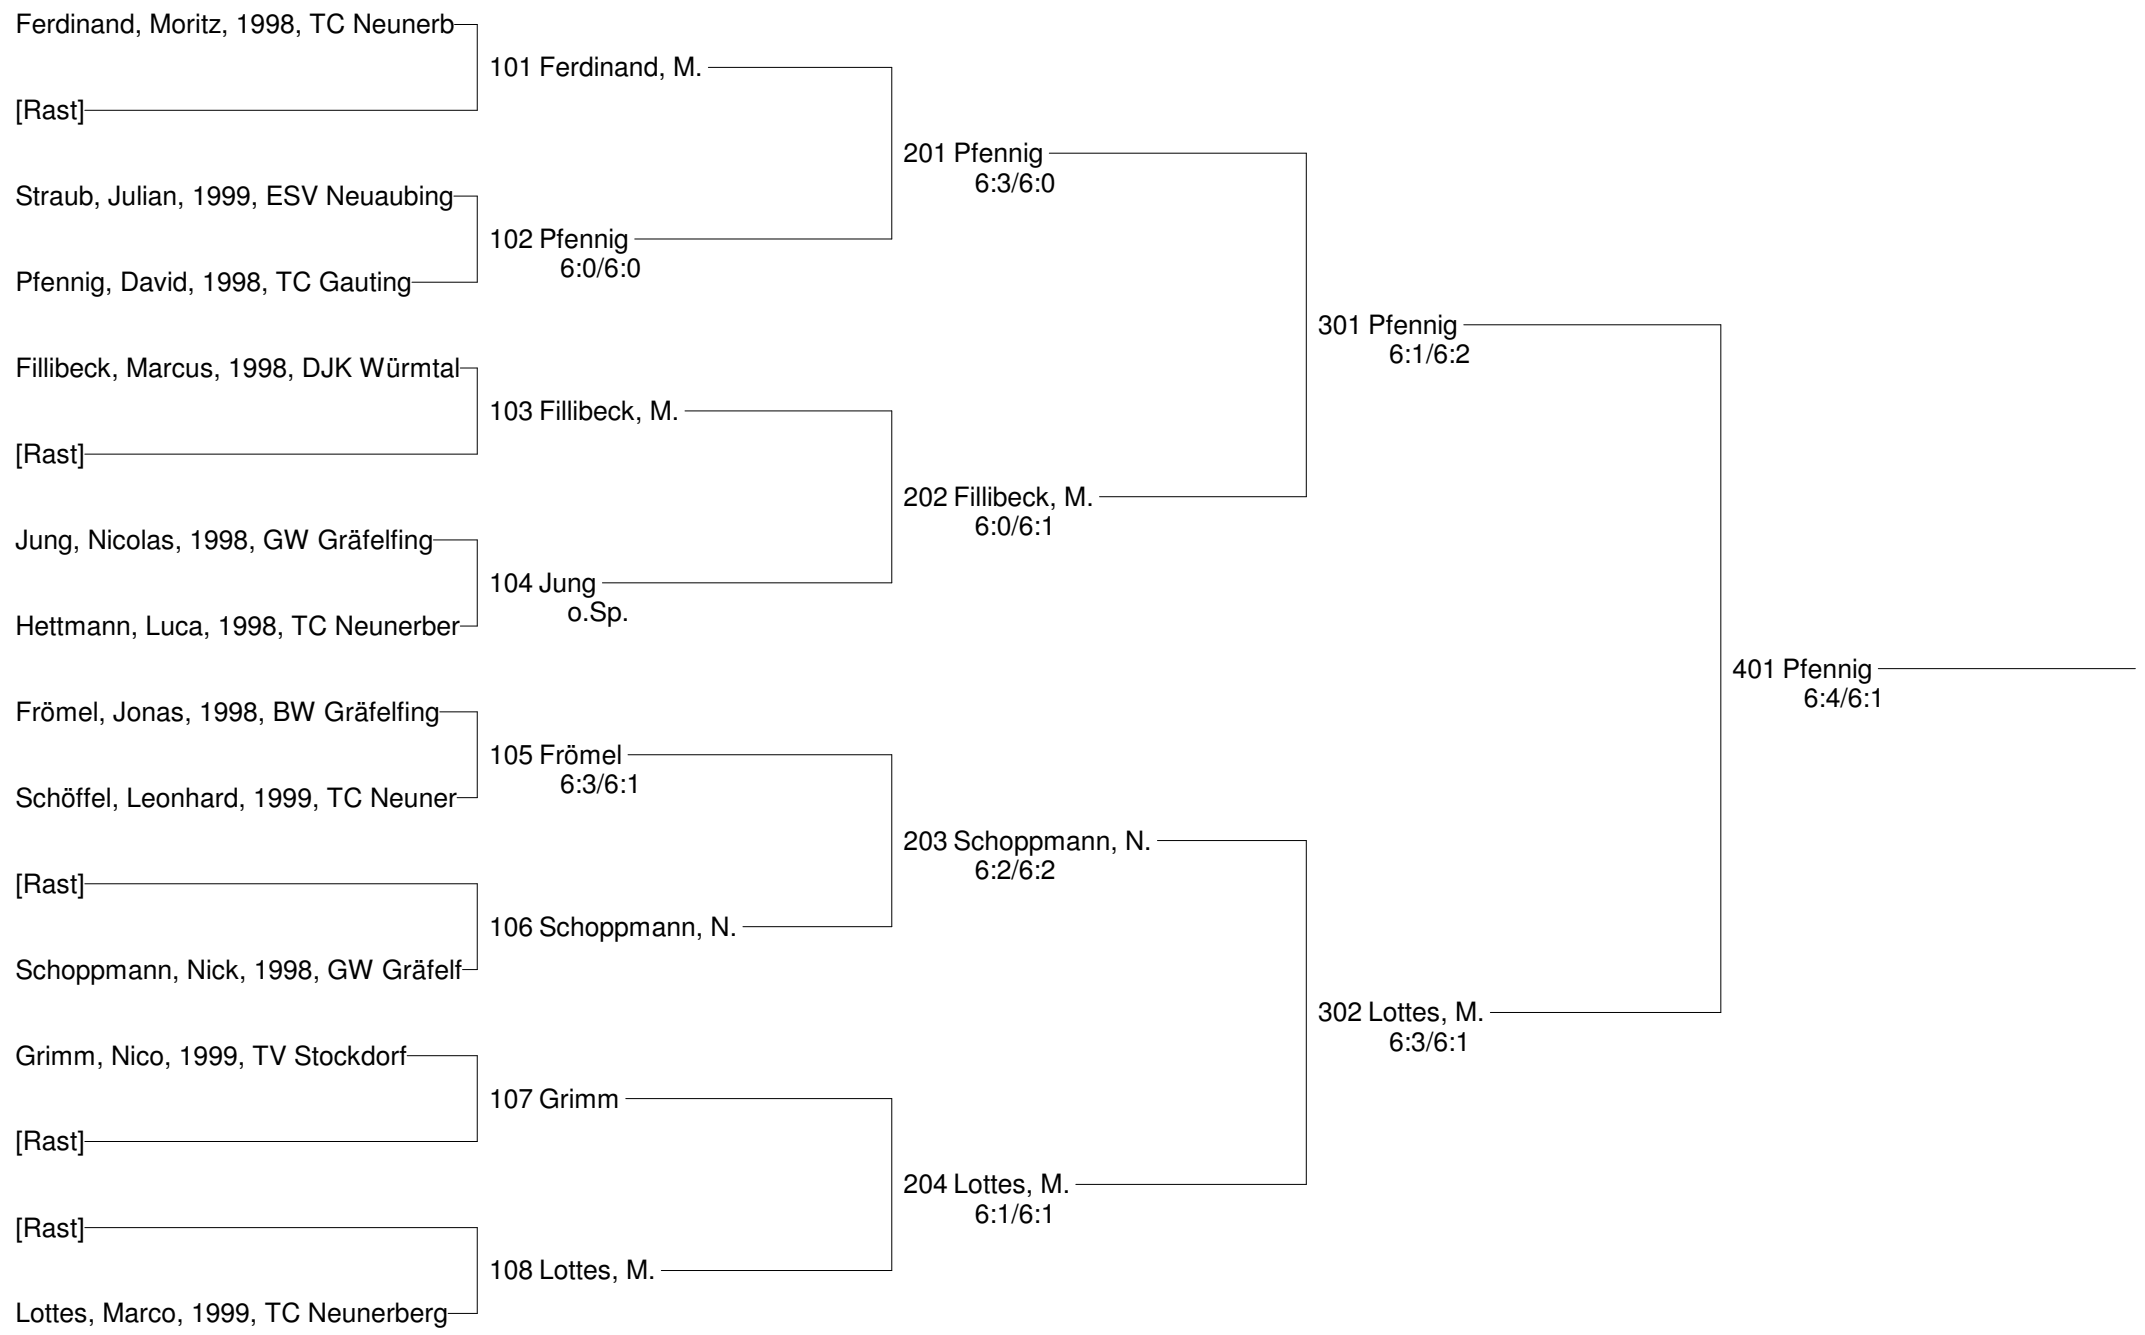 Ferdinand, Moritz, 1998, TC Neunerb
[Rast]
Straub, Julian, 1999, ESV Neuaubing
Pfennig, David, 1998, TC Gauting
Fillibeck, Marcus, 1998, DJK Würmtal
[Rast]
Jung, Nicolas, 1998, GW Gräfelfing
Hettmann, Luca, 1998, TC Neunerber
Frömel, Jonas, 1998, BW Gräfelfing
Schöffel, Leonhard, 1999, TC Neuner
[Rast]
Schoppmann, Nick, 1998, GW Gräfelf
Grimm, Nico, 1999, TV Stockdorf
[Rast]
[Rast]
Lottes, Marco, 1999, TC Neunerberg
101 Ferdinand, M.
102 Pfennig
6:0/6:0
103 Fillibeck, M.
104 Jung
o.Sp.
105 Frömel
6:3/6:1
106 Schoppmann, N.
107 Grimm
108 Lottes, M.
201 Pfennig
6:3/6:0
202 Fillibeck, M.
6:0/6:1
203 Schoppmann, N.
6:2/6:2
204 Lottes, M.
6:1/6:1
301 Pfennig
6:1/6:2
302 Lottes, M.
6:3/6:1
401 Pfennig
6:4/6:1